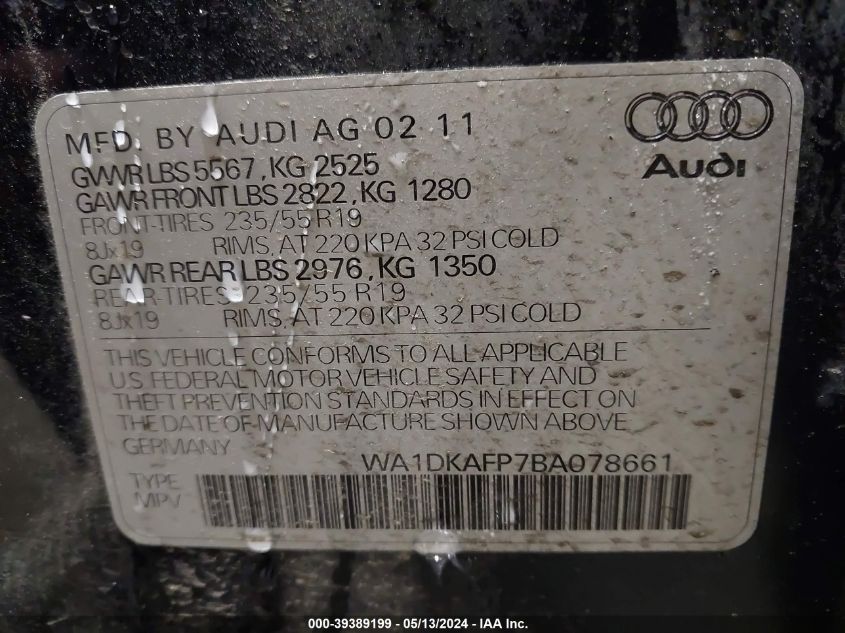 MFD. BY AUDI AG 02 11
GVWR LBS 5567, KG 2525
GAWR FRONT LBS 2822, KG 1280
FRONT-TIRES 235/55 R19
8Jx19 RIMS, AT 220 KPA 32 PSI COLD
GAWR REAR LBS 2976, KG 1350
REAR-TIRES 235/55 R19
8Jx19 RIMS, AT 220 KPA 32 PSI COLD
Audi
THIS VEHICLE CONFORMS TO ALL APPLICABLE
U.S. FEDERAL MOTOR VEHICLE SAFETY AND
THEFT PREVENTION STANDARDS IN EFFECT ON
THE DATE OF MANUFACTURE SHOWN ABOVE
GERMANY
WA1DKAFP7BA078661
TYPE
MPV
000-39389199 - 05/13/2024 - IAA Inc.